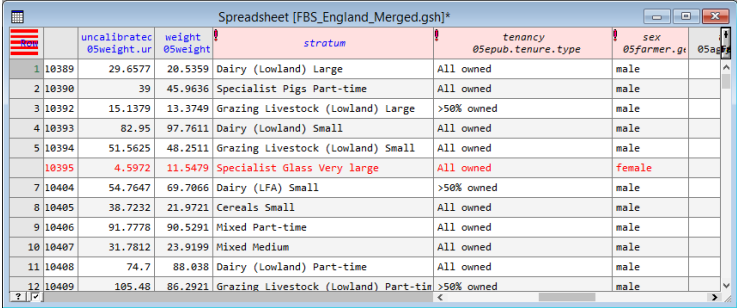 Spreadsheet [FBS_England_Merged.gsh]*
Row uncalibratec weight ! stratum ! tenancy ! sex
05weight.ur 05weight 05epub.tenure.type 05farmer.ge 05ag
1 10389 29.6577 20.5359 Dairy (Lowland) Large All owned male
2 10390 39 45.9636 Specialist Pigs Part-time All owned male
3 10392 15.1379 13.3749 Grazing Livestock (Lowland) Large >50% owned male
4 10393 82.95 97.7611 Dairy (Lowland) Small All owned male
5 10394 51.5625 48.2511 Grazing Livestock (Lowland) Small All owned male
10395 4.5972 11.5479 Specialist Glass Very large All owned female
7 10404 54.7647 69.7066 Dairy (LFA) Small >50% owned male
8 10405 38.7232 21.9721 Cereals Small All owned male
9 10406 91.7778 90.5291 Mixed Part-time All owned male
10 10407 31.7812 23.9199 Mixed Medium All owned male
11 10408 74.7 88.038 Dairy (Lowland) Part-time All owned male
12 10409 105.48 86.2921 Grazing Livestock (Lowland) Part-tim >50% owned male
?